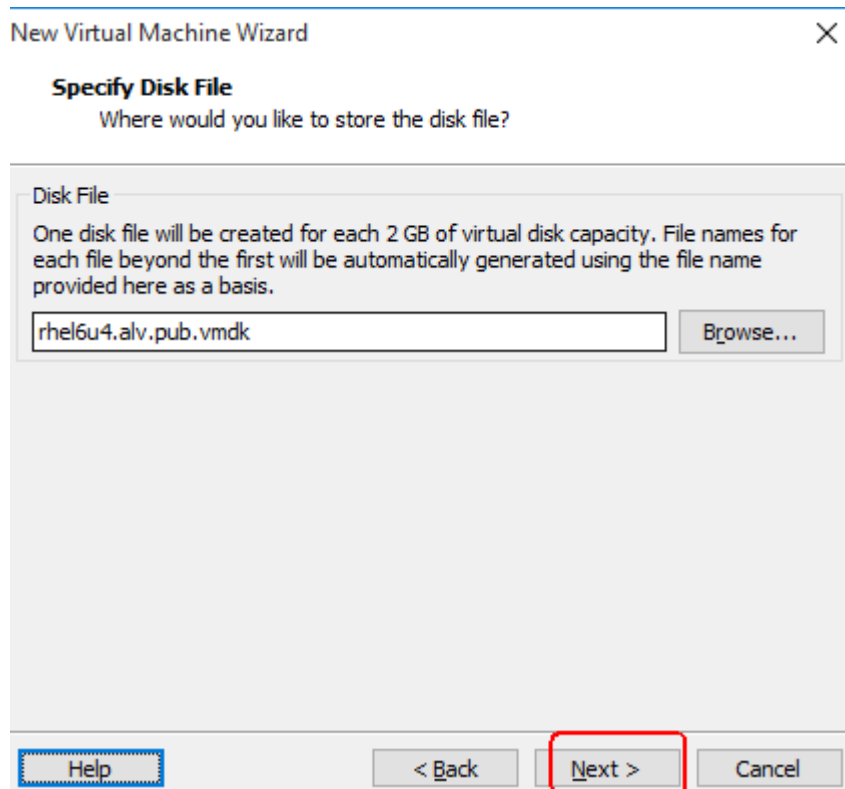 New Virtual Machine Wizard
Specify Disk File
Where would you like to store the disk file?
Disk File
One disk file will be created for each 2 GB of virtual disk capacity. File names for
each file beyond the first will be automatically generated using the file name
provided here as a basis.
rhel6u4.alv.pub.vmdk
Browse...
Help
< Back
Next >
Cancel